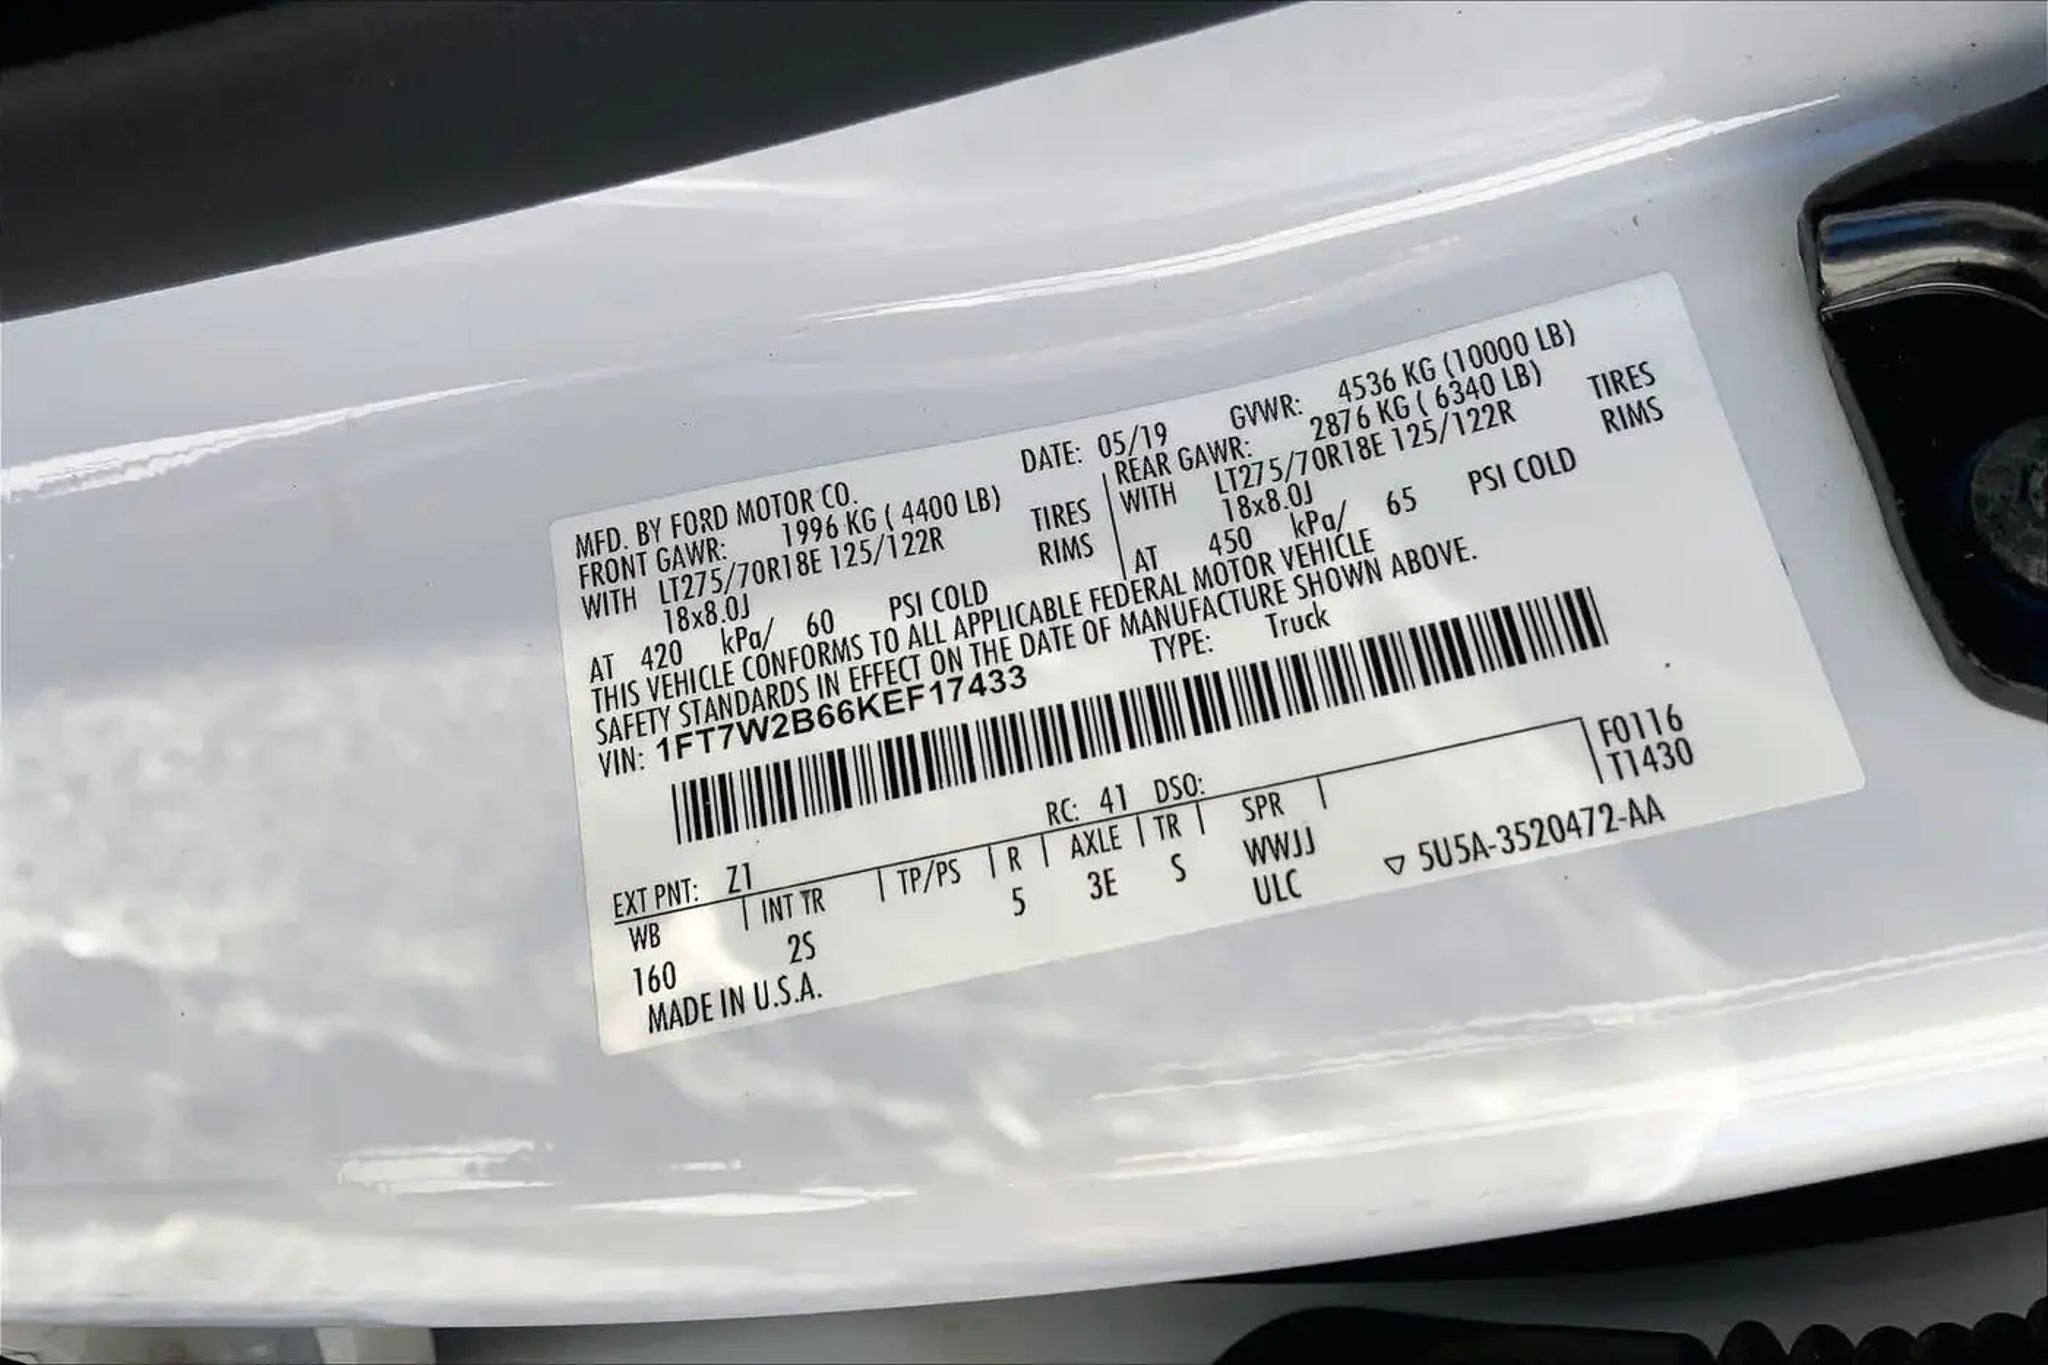 MFD. BY FORD MOTOR CO. DATE: 05/19 GVWR: 4536 KG (10000 LB)
FRONT GAWR: 1996 KG ( 4400 LB) REAR GAWR: 2876 KG ( 6340 LB)
WITH LT275/70R18E 125/122R TIRES WITH LT275/70R18E 125/122R TIRES
18x8.0J RIMS 18x8.0J RIMS
AT 420 kPa/ 60 PSI COLD AT 450 kPa/ 65 PSI COLD
THIS VEHICLE CONFORMS TO ALL APPLICABLE FEDERAL MOTOR VEHICLE
SAFETY STANDARDS IN EFFECT ON THE DATE OF MANUFACTURE SHOWN ABOVE.
VIN: 1FT7W2B66KEF17433 TYPE: Truck
EXT PNT: Z1 RC: 41 DSO: F0116
WB INT TR TP/PS R AXLE TR SPR T1430
160 2S 5 3E S WWJJ
ULC
MADE IN U.S.A. ▽ 5U5A-3520472-AA